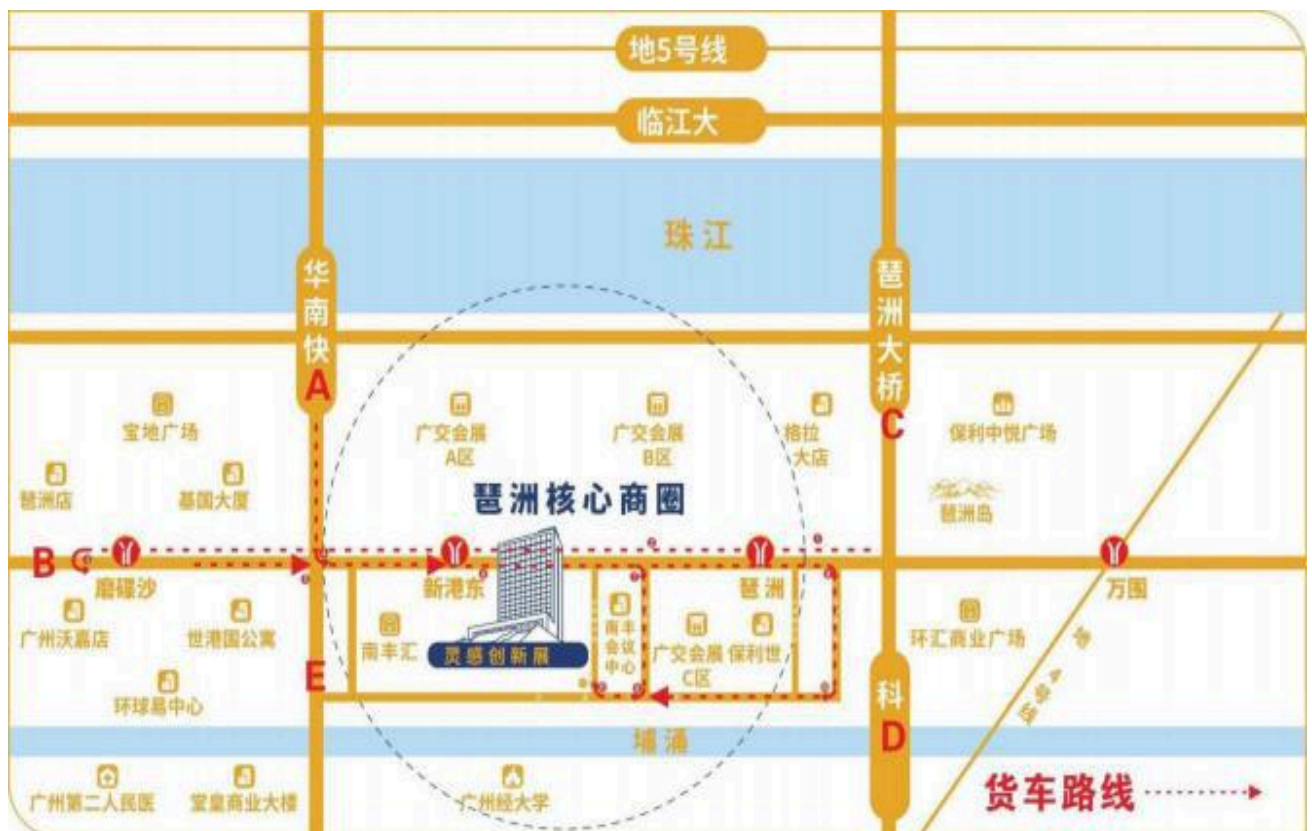 地5号线
临江大
珠江
华南快
琶洲大桥
A
C
宝地广场
广交会展
A区
广交会展
B区
格拉
大店
保利中悦广场
琶洲店
基国大厦
琶洲核心商圈
琶洲岛
B
磨碟沙
新港东
琶洲
万围
广州沃嘉店
世港国公寓
南丰汇
灵感创新展
南丰
会议
中心
广交会展
C区
保利世
环汇商业广场
地4号线
E
环球易中心
科
D
埔涌
广州第二人民医
堂皇商业大楼
广州经大学
货车路线